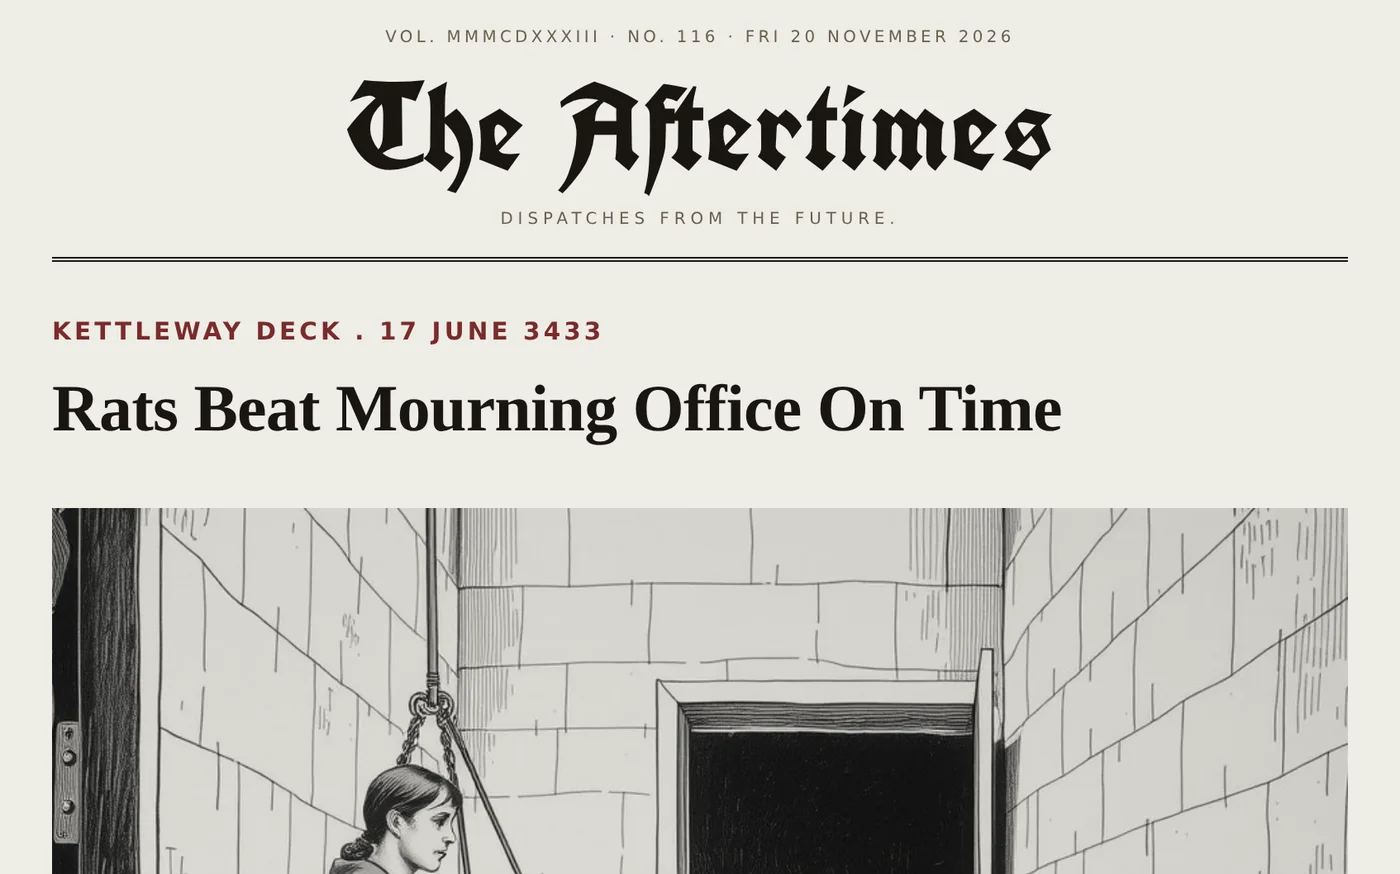 VOL. MMMCDXXXIII · NO. 116 · FRI 20 NOVEMBER 2026
The Aftertimes
DISPATCHES FROM THE FUTURE.
KETTLEWAY DECK . 17 JUNE 3433
Rats Beat Mourning Office On Time